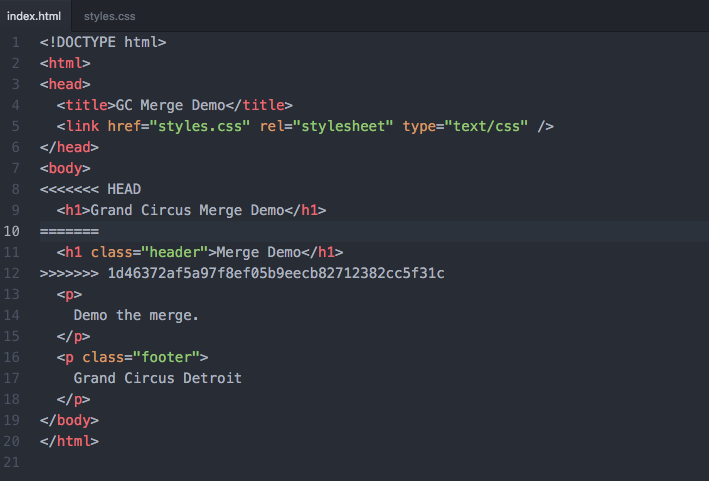 index.html styles.css
1 <!DOCTYPE html>
2 <html>
3 <head>
4   <title>GC Merge Demo</title>
5   <link href="styles.css" rel="stylesheet" type="text/css" />
6 </head>
7 <body>
8 <<<<<<< HEAD
9   <h1>Grand Circus Merge Demo</h1>
10 =======
11   <h1 class="header">Merge Demo</h1>
12 >>>>>>> 1d46372af5a97f8ef05b9eecb82712382cc5f31c
13   <p>
14     Demo the merge.
15   </p>
16   <p class="footer">
17     Grand Circus Detroit
18   </p>
19 </body>
20 </html>
21